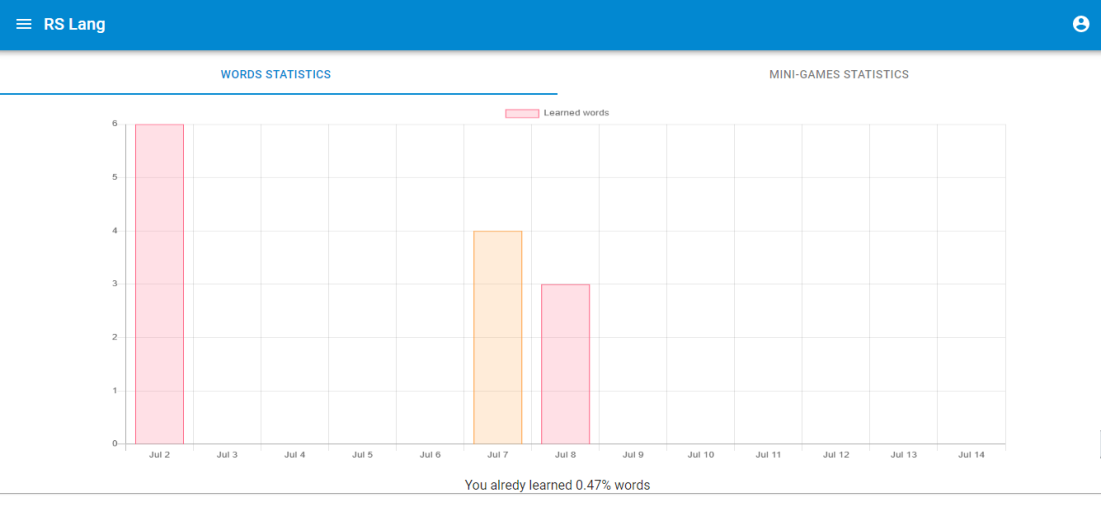 RS Lang
WORDS STATISTICS
MINI-GAMES STATISTICS
Learned words
6
5
4
3
2
1
0
Jul 2 Jul 3 Jul 4 Jul 5 Jul 6 Jul 7 Jul 8 Jul 9 Jul 10 Jul 11 Jul 12 Jul 13 Jul 14
You alredy learned 0.47% words